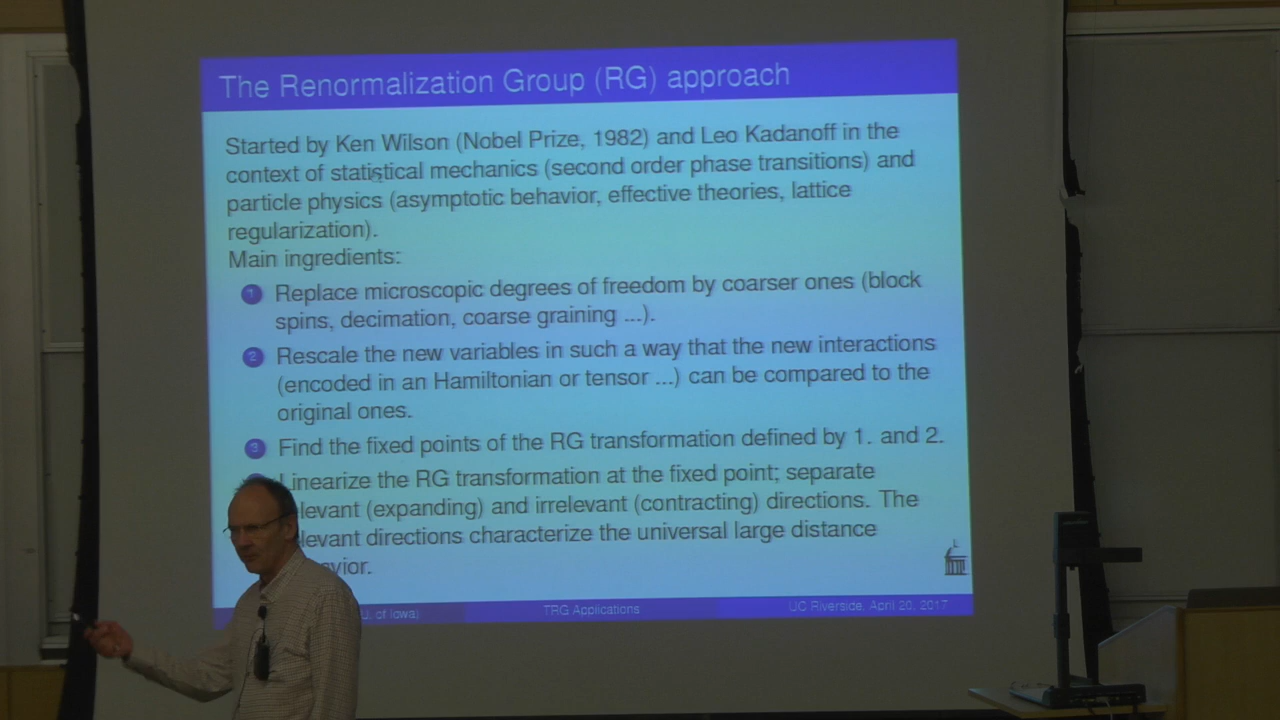 The Renormalization Group (RG) approach
Started by Ken Wilson (Nobel Prize, 1982) and Leo Kadanoff in the
context of statistical mechanics (second order phase transitions) and
particle physics (asymptotic behavior, effective theories, lattice
regularization).
Main ingredients:
1 Replace microscopic degrees of freedom by coarser ones (block
spins, decimation, coarse graining ...).
2 Rescale the new variables in such a way that the new interactions
(encoded in an Hamiltonian or tensor ...) can be compared to the
original ones.
3 Find the fixed points of the RG transformation defined by 1. and 2.
Linearize the RG transformation at the fixed point; separate
elevant (expanding) and irrelevant (contracting) directions. The
levant directions characterize the universal large distance
vior.
U. of Iowa) TRG Applications UC Riverside, April 20, 2017